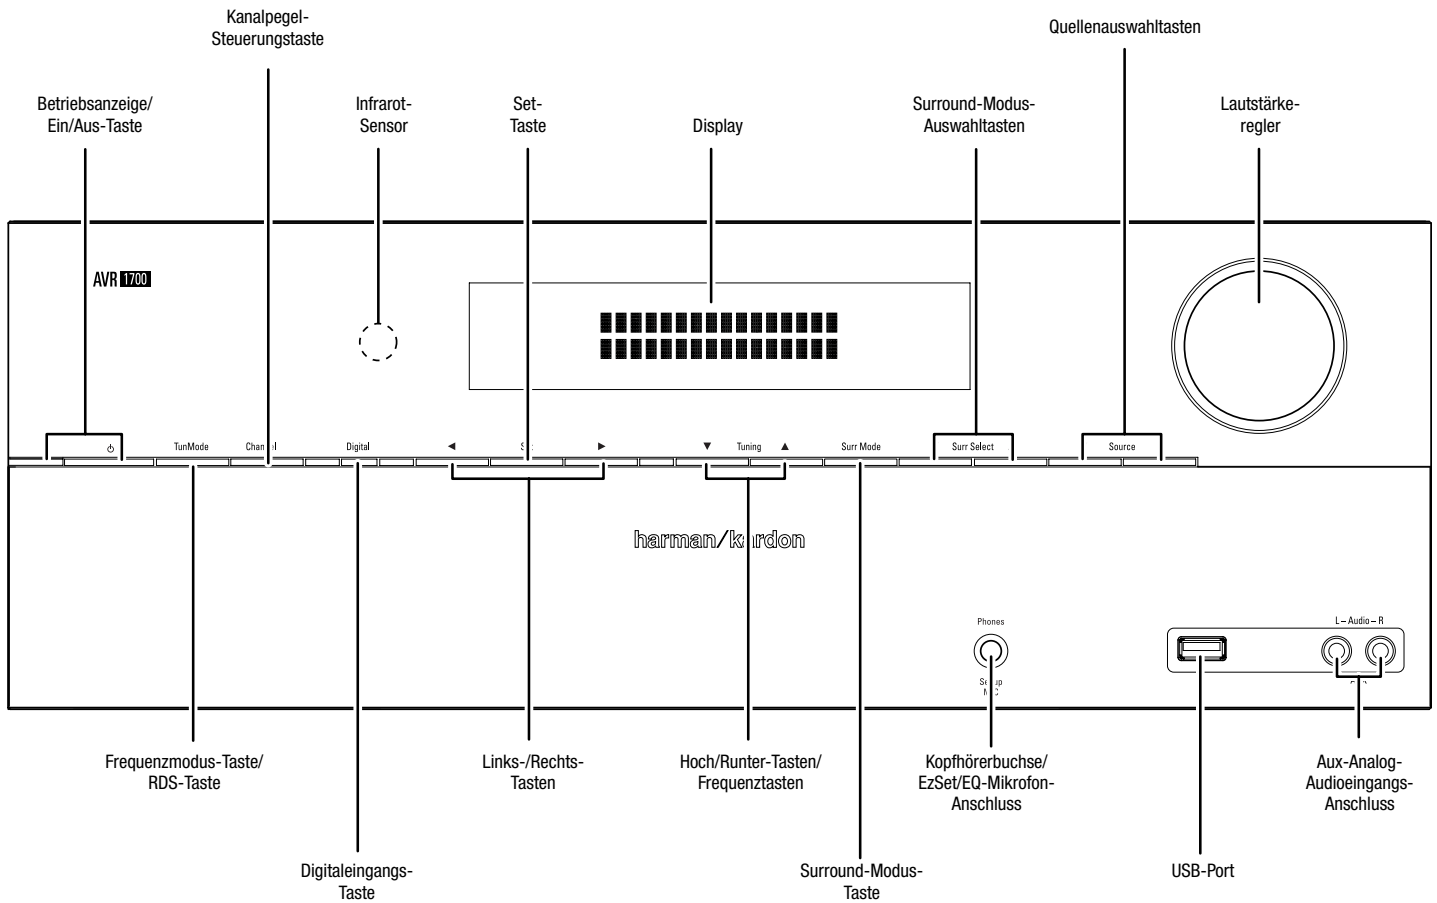 Kanalpegel-
Steuerungstaste
Quellenauswahltasten
Betriebsanzeige/
Ein/Aus-Taste
Infrarot-
Sensor
Set-
Taste
Display
Surround-Modus-
Auswahltasten
Lautstärke-
regler
AVR 1700
TunMode
Channel
Digital
Tuning
Surr Mode
Surr Select
Source
harman/kardon
Phones
L – Audio – R
Frequenzmodus-Taste/
RDS-Taste
Links-/Rechts-
Tasten
Hoch/Runter-Tasten/
Frequenztasten
Kopfhörerbuchse/
EzSet/EQ-Mikrofon-
Anschluss
Aux-Analog-
Audioeingangs-
Anschluss
Digitaleingangs-
Taste
Surround-Modus-
Taste
USB-Port